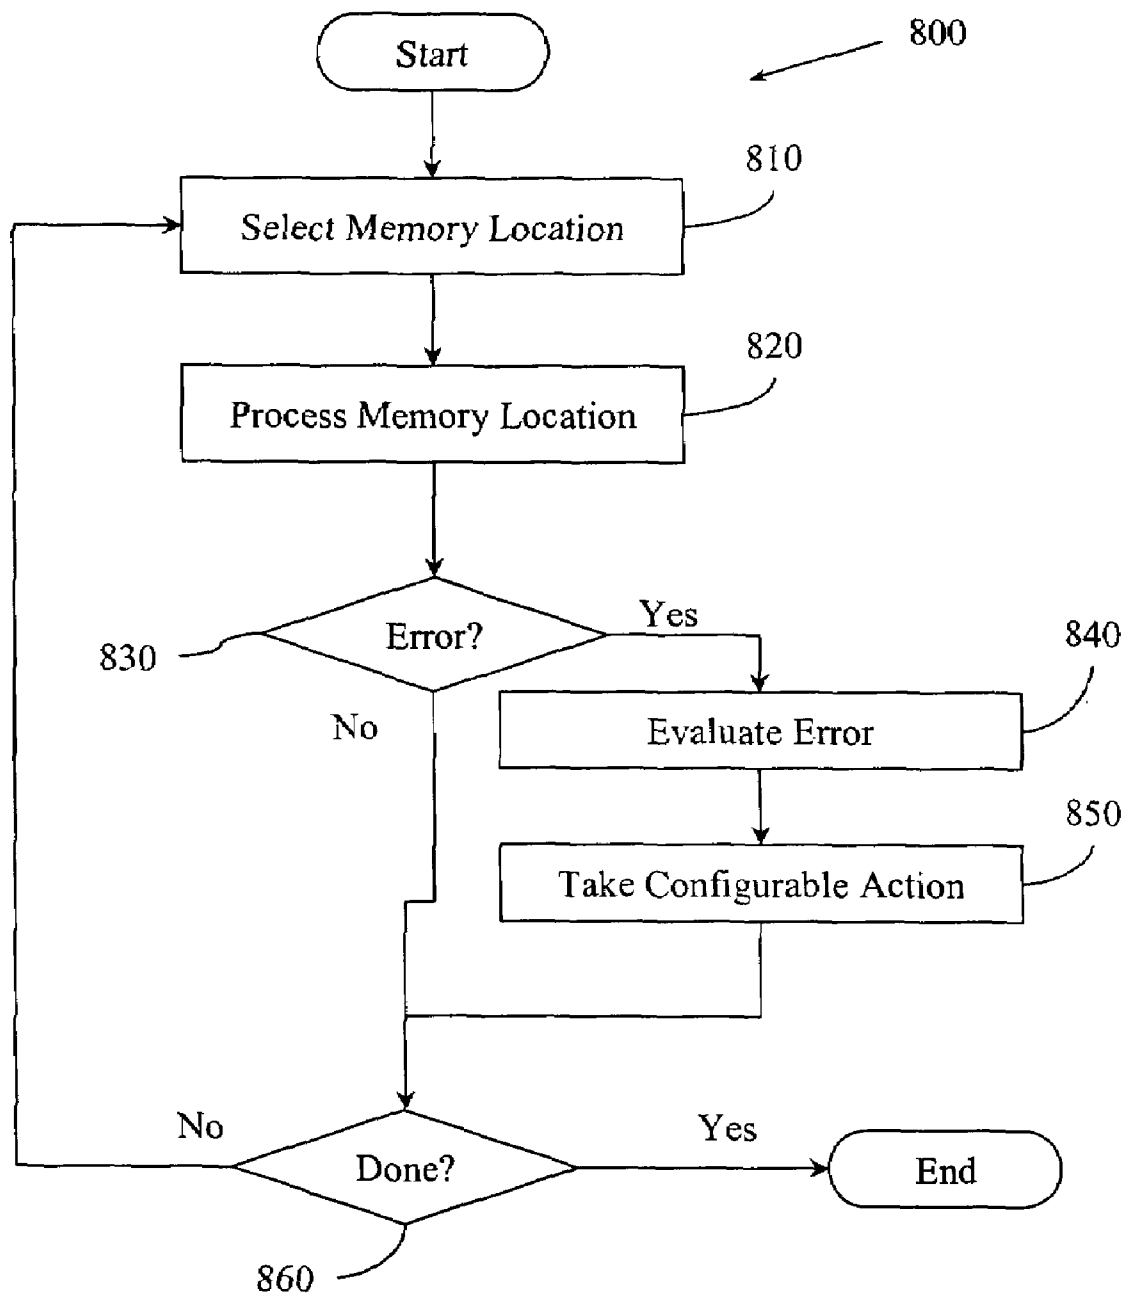 Start
800
810
Select Memory Location
820
Process Memory Location
Error?
Yes
830
840
No
Evaluate Error
850
Take Configurable Action
No
Yes
Done?
End
860